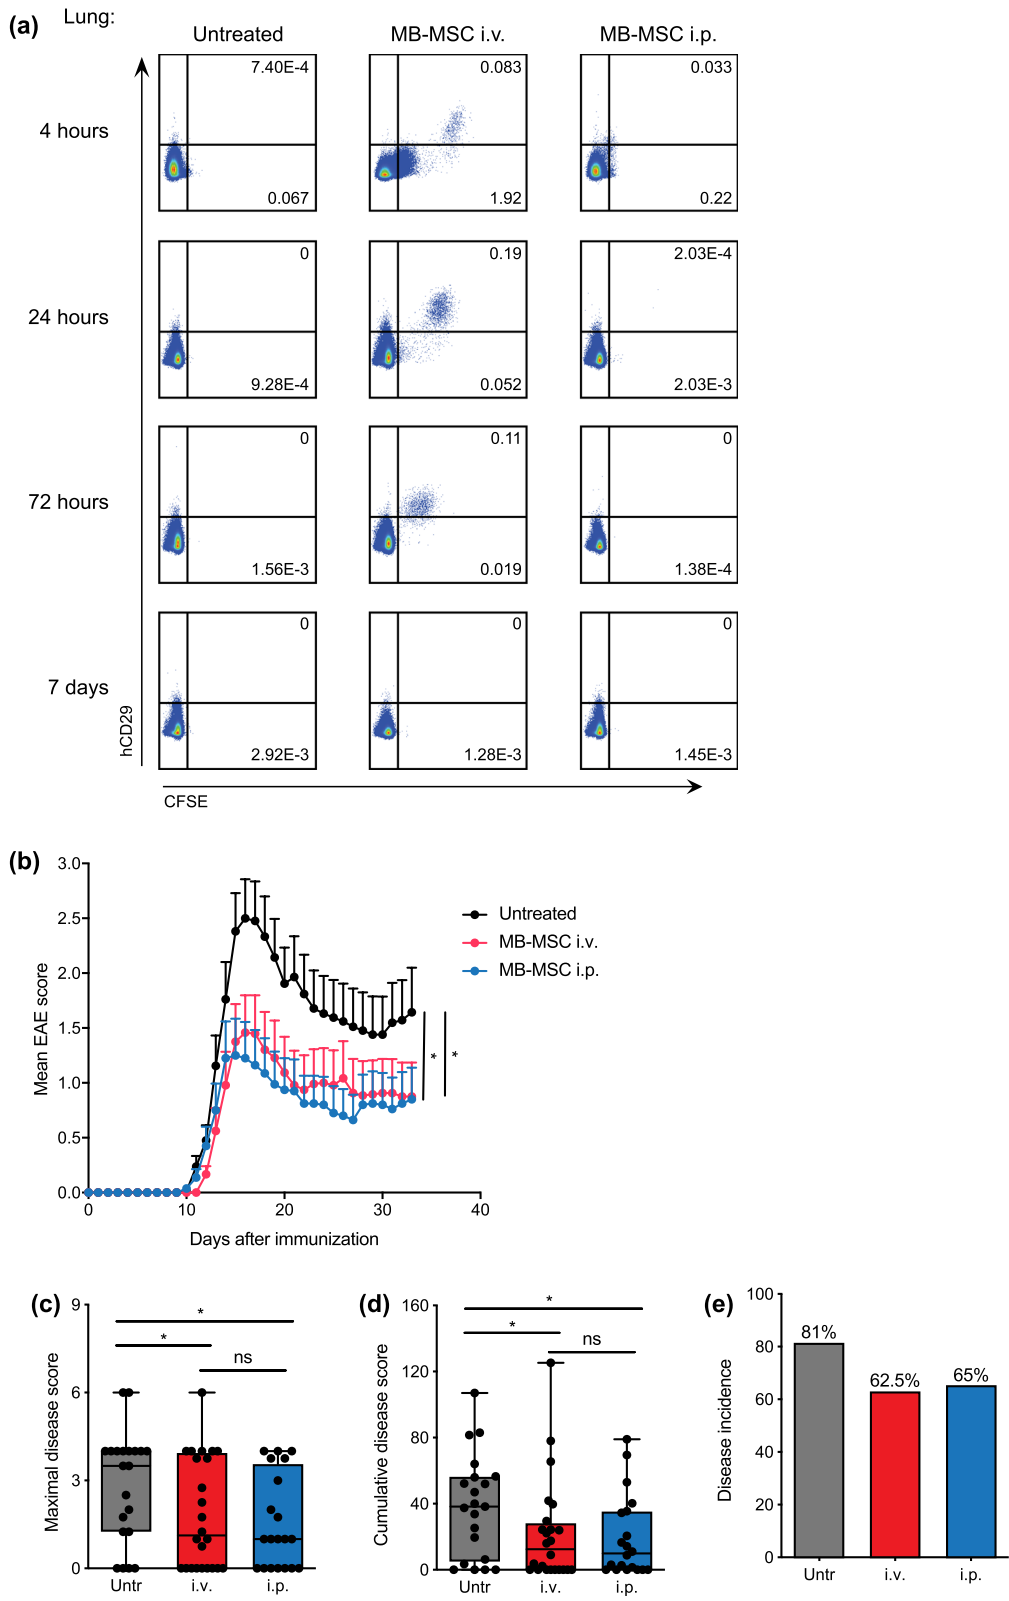 (a) Lung:
Untreated MB-MSC i.v. MB-MSC i.p.
7.40E-4 0.083 0.033
4 hours
0.067 1.92 0.22
0 0.19 2.03E-4
24 hours
9.28E-4 0.052 2.03E-3
0 0.11 0
72 hours
1.56E-3 0.019 1.38E-4
0 0 0
7 days
hCD29
2.92E-3 1.28E-3 1.45E-3
CFSE
(b)
3.0
2.5
2.0
1.5
1.0
0.5
0.0
Mean EAE score
Untreated
MB-MSC i.v.
MB-MSC i.p.
* *
0 10 20 30 40
Days after immunization
(c)
9
6
3
0
Maximal disease score
*
*
ns
Untr i.v. i.p.
(d)
160
120
80
40
0
Cumulative disease score
*
*
ns
Untr i.v. i.p.
(e)
100
80
60
40
20
0
Disease incidence
81%
62.5%
65%
Untr i.v. i.p.